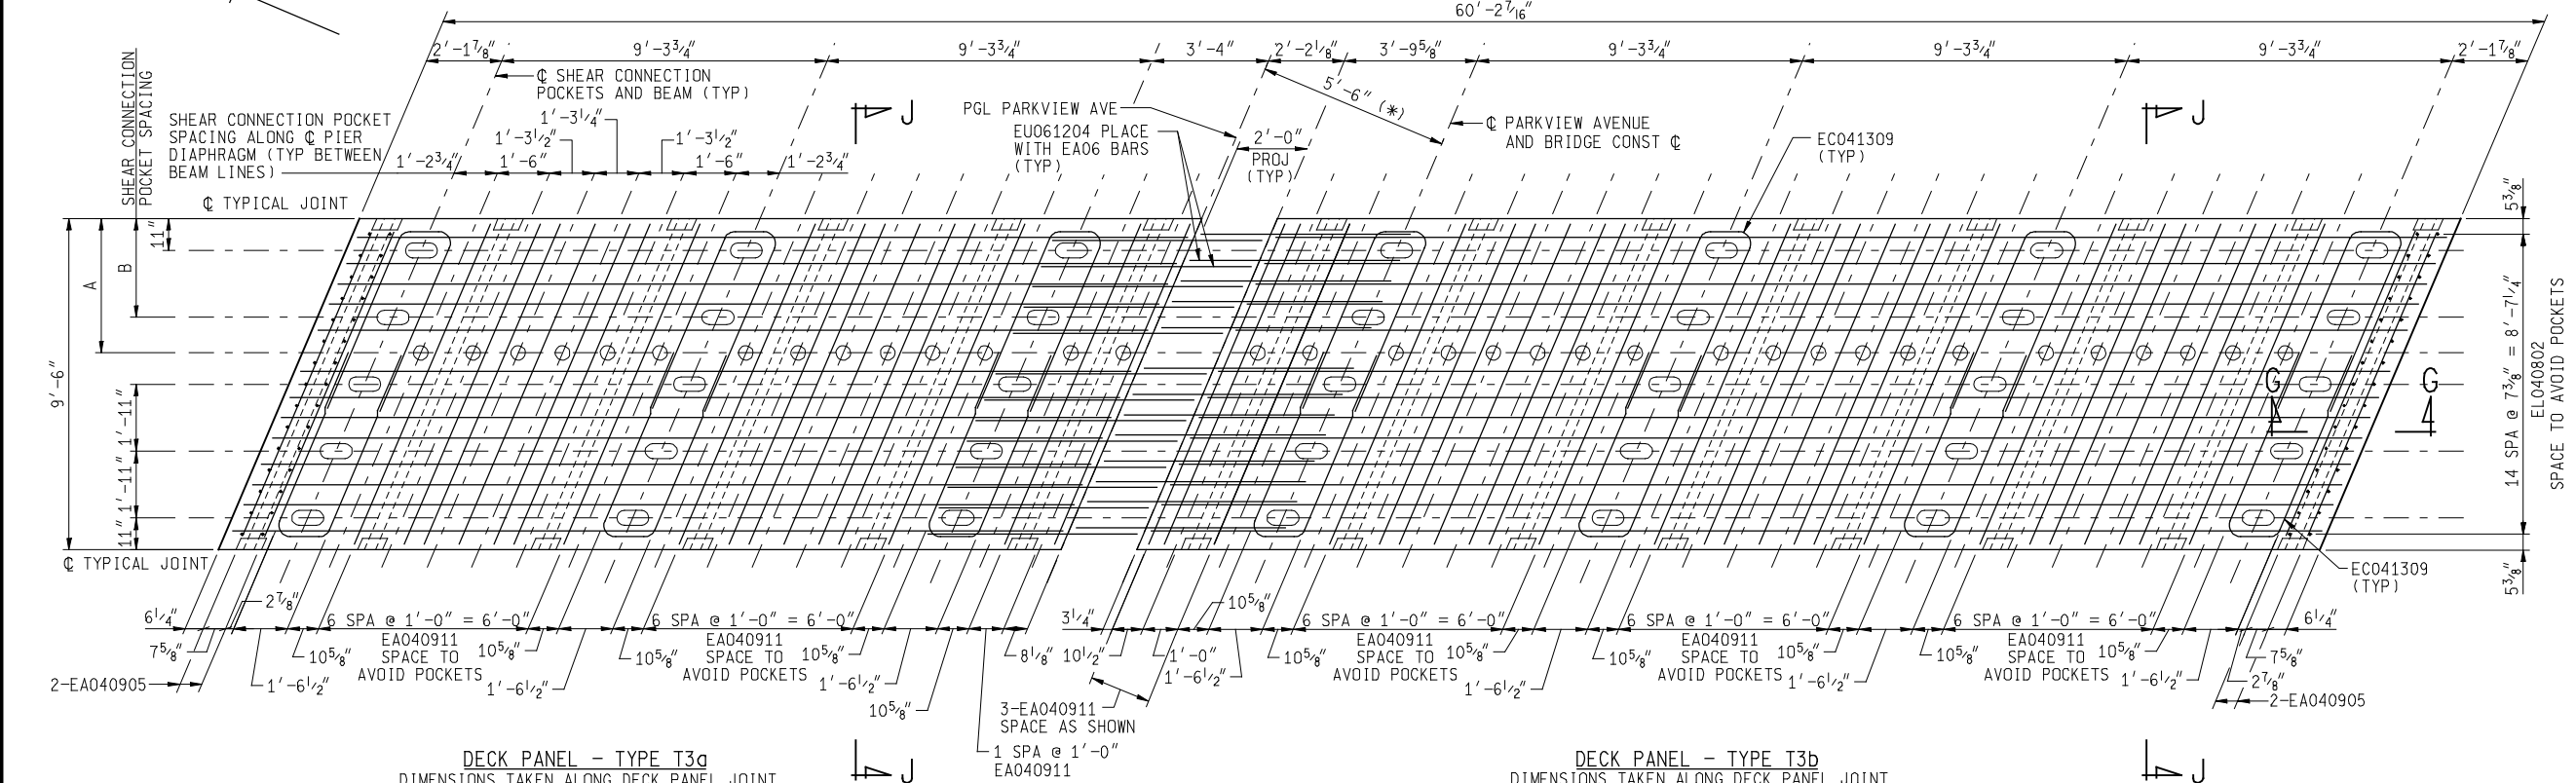 60'-2 7/16"
2'-1 7/8"
9'-3 3/4"
9'-3 3/4"
3'-4"
2'-2 1/8"
3'-9 5/8"
9'-3 3/4"
9'-3 3/4"
9'-3 3/4"
2'-1 7/8"
℄ SHEAR CONNECTION
POCKETS AND BEAM (TYP)
5'-6" (*)
SHEAR CONNECTION
POCKET SPACING
SHEAR CONNECTION POCKET
SPACING ALONG ℄ PIER
DIAPHRAGM (TYP BETWEEN
BEAM LINES)
1'-2 3/4"
1'-6"
1'-3 1/2"
1'-3 1/4"
1'-3 1/2"
1'-6"
1'-2 3/4"
J
PGL PARKVIEW AVE
EU061204 PLACE
WITH EA06 BARS
(TYP)
2'-0"
PROJ
(TYP)
℄ PARKVIEW AVENUE
AND BRIDGE CONST ℄
EC041309
(TYP)
J
℄ TYPICAL JOINT
11"
B
A
9'-6"
1'-11"
1'-11"
11"
℄ TYPICAL JOINT
5 3/8"
14 SPA @ 7 3/8" = 8'-7 1/4"
EL040802
SPACE TO AVOID POCKETS
5 3/8"
G
G
EC041309
(TYP)
6 1/4"
7 5/8"
2-EA040905
2 7/8"
1'-6 1/2"
10 5/8"
6 SPA @ 1'-0" = 6'-0"
EA040911
SPACE TO
AVOID POCKETS
10 5/8"
1'-6 1/2"
10 5/8"
6 SPA @ 1'-0" = 6'-0"
EA040911
SPACE TO
AVOID POCKETS
10 5/8"
1'-6 1/2"
10 5/8"
8 1/8"
1 SPA @ 1'-0"
EA040911
3 1/4"
10 1/2"
1'-0"
10 5/8"
1'-6 1/2"
3-EA040911
SPACE AS SHOWN
10 5/8"
6 SPA @ 1'-0" = 6'-0"
EA040911
SPACE TO
AVOID POCKETS
10 5/8"
1'-6 1/2"
10 5/8"
6 SPA @ 1'-0" = 6'-0"
EA040911
SPACE TO
AVOID POCKETS
10 5/8"
1'-6 1/2"
10 5/8"
6 SPA @ 1'-0" = 6'-0"
EA040911
SPACE TO
AVOID POCKETS
10 5/8"
1'-6 1/2"
2 7/8"
7 5/8"
6 1/4"
2-EA040905
DECK PANEL - TYPE T3a
DIMENSIONS TAKEN ALONG DECK PANEL JOINT
J
DECK PANEL - TYPE T3b
DIMENSIONS TAKEN ALONG DECK PANEL JOINT
J